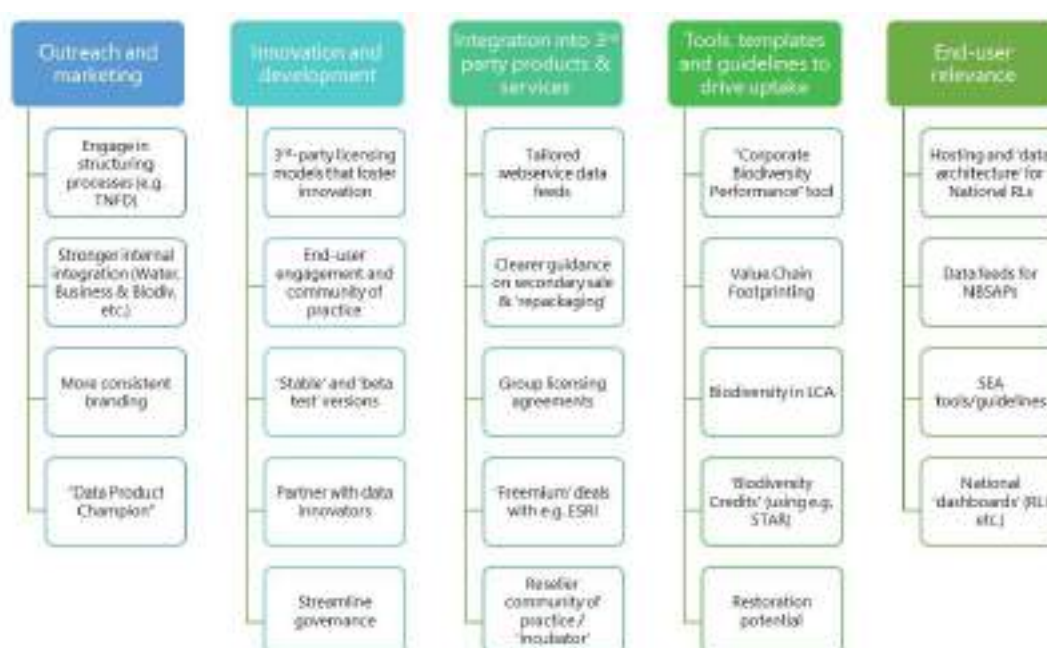 Outreach and
marketing
Engage in
structuring
processes (e.g.
TNFD)
Stronger internal
integration (Water,
Business & Biodiv,
etc.)
More consistent
branding
"Data Product
Champion"
Innovation and
development
3rd-party licensing
models that foster
innovation
End-user
engagement and
community of
practice
'Stable' and 'beta
test' versions
Partner with data
innovators
Streamline
governance
Integration into 3rd
party products &
services
Tailored
webservice data
feeds
Clearer guidance
on secondary sale
& 'repackaging'
Group licensing
agreements
'Freemium' deals
with e.g. ESRI
Reseller
community of
practice /
'incubator'
Tools, templates
and guidelines to
drive uptake
"Corporate
Biodiversity
Performance" tool
Value Chain
Footprinting
Biodiversity in LCA
'Biodiversity
Credits' (using e.g.
STAR)
Restoration
potential
End-user
relevance
Hosting and 'data
architecture' for
National RLs
Data feeds for
NBSAPs
SEA
tools/guidelines
National
'dashboards' (RLI
etc.)